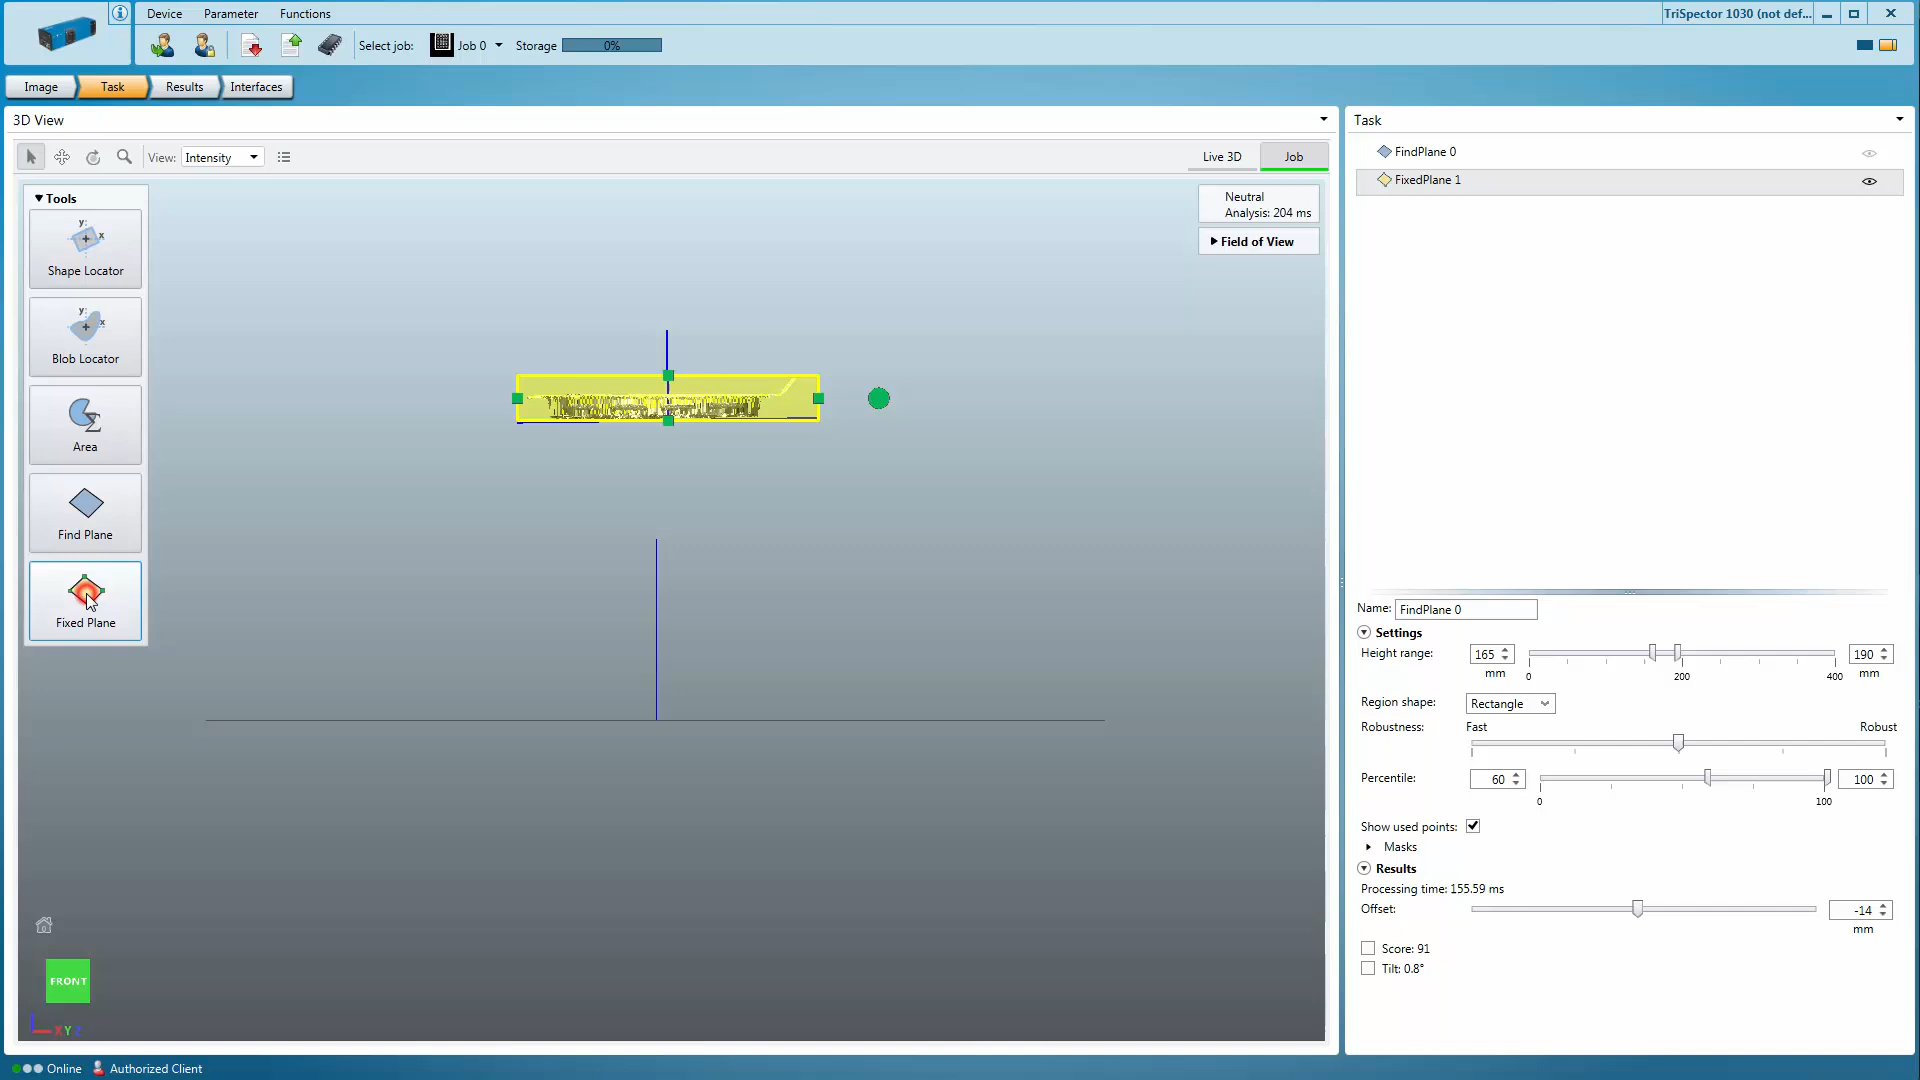 Device Parameter Functions
TriSpector 1030 (not def...
Select job: Job 0 Storage 0%
Image Task Results Interfaces
3D View
View: Intensity
Live 3D Job
Tools
y: x
Shape Locator
y: x
Blob Locator
Area
Find Plane
Fixed Plane
Neutral
Analysis: 204 ms
Field of View
FRONT
X Y Z
Task
FindPlane 0
FixedPlane 1
Name: FindPlane 0
Settings
Height range: 165 190
mm 0 200 400 mm
Region shape: Rectangle
Robustness: Fast Robust
Percentile: 60 100
0 100
Show used points:
Masks
Results
Processing time: 155.59 ms
Offset: -14
mm
Score: 91
Tilt: 0.8°
Online Authorized Client